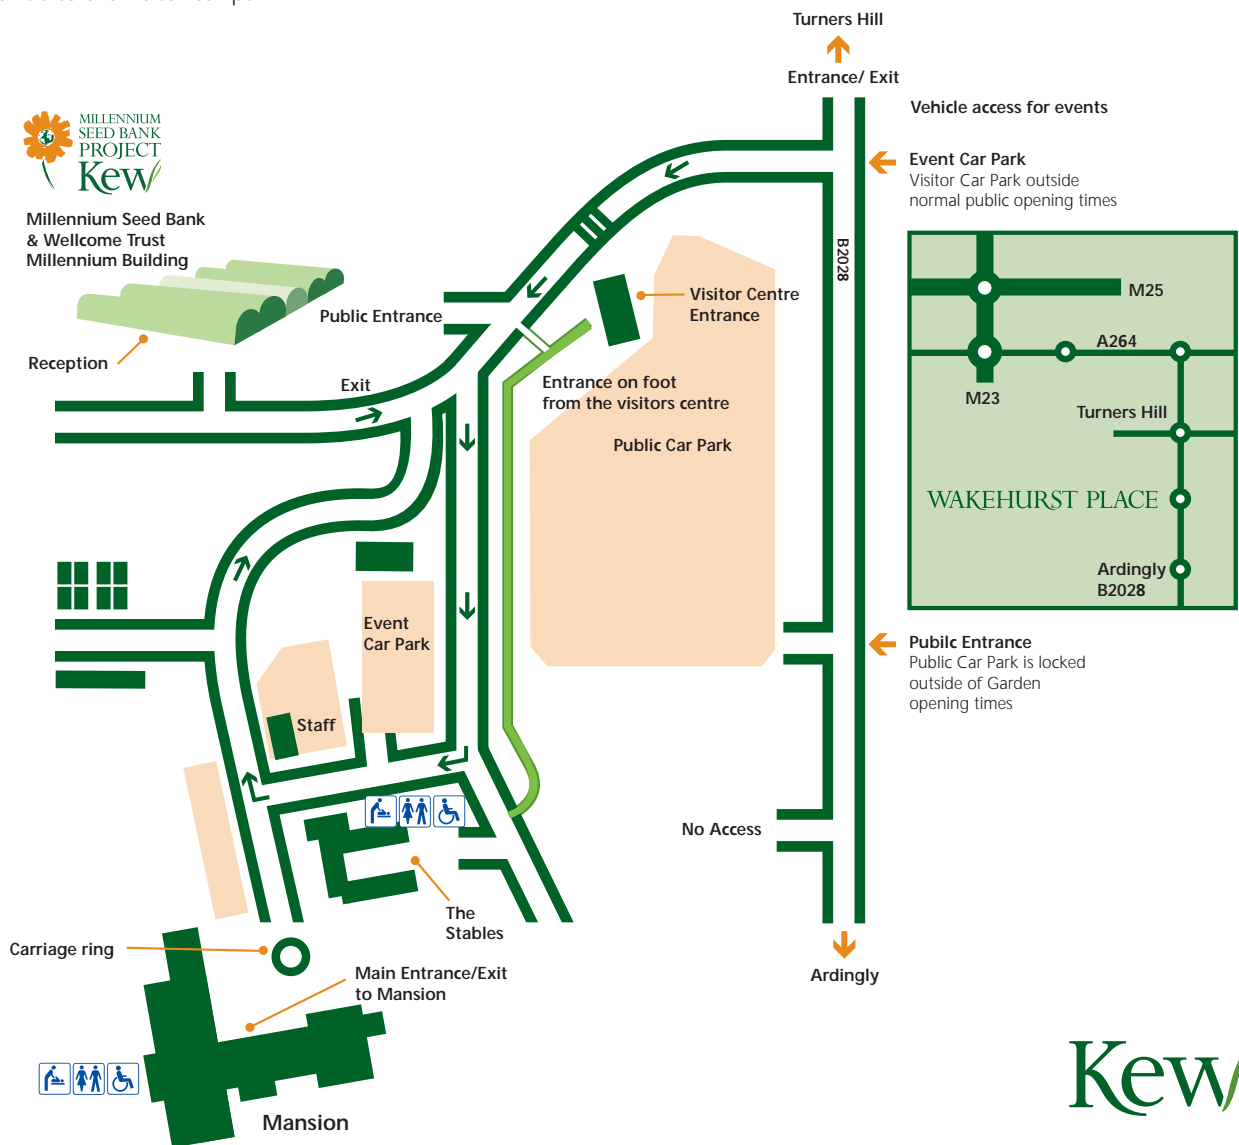 Turners Hill
Entrance/ Exit
Vehicle access for events
MILLENNIUM
SEED BANK
PROJECT
Kew
Event Car Park
Visitor Car Park outside
normal public opening times
Millennium Seed Bank
& Wellcome Trust
Millennium Building
B2028
M25
Visitor Centre
Entrance
Public Entrance
A264
Reception
Exit
Entrance on foot
from the visitors centre
M23
Turners Hill
Public Car Park
WAKEHURST PLACE
Ardingly
B2028
Event
Car Park
Pubilc Entrance
Public Car Park is locked
outside of Garden
opening times
Staff
No Access
The
Stables
Carriage ring
Main Entrance/Exit
to Mansion
Ardingly
Kew
Mansion